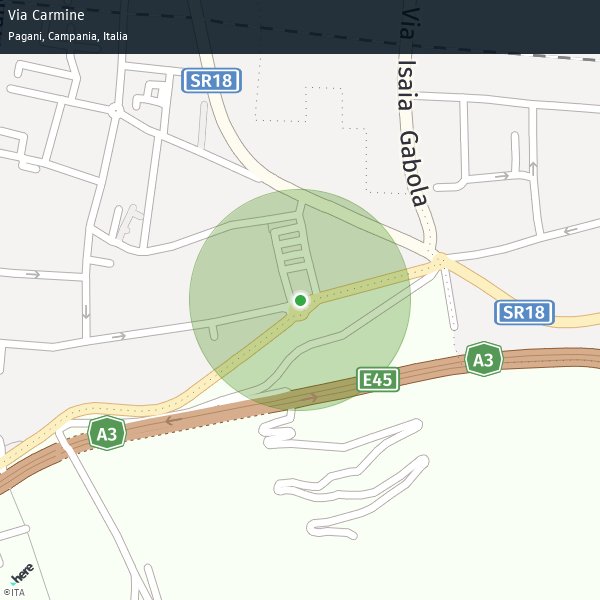 Via Carmine
Pagani, Campania, Italia
SR18
Via Isaia Gabola
SR18
A3
E45
A3
here
©ITA